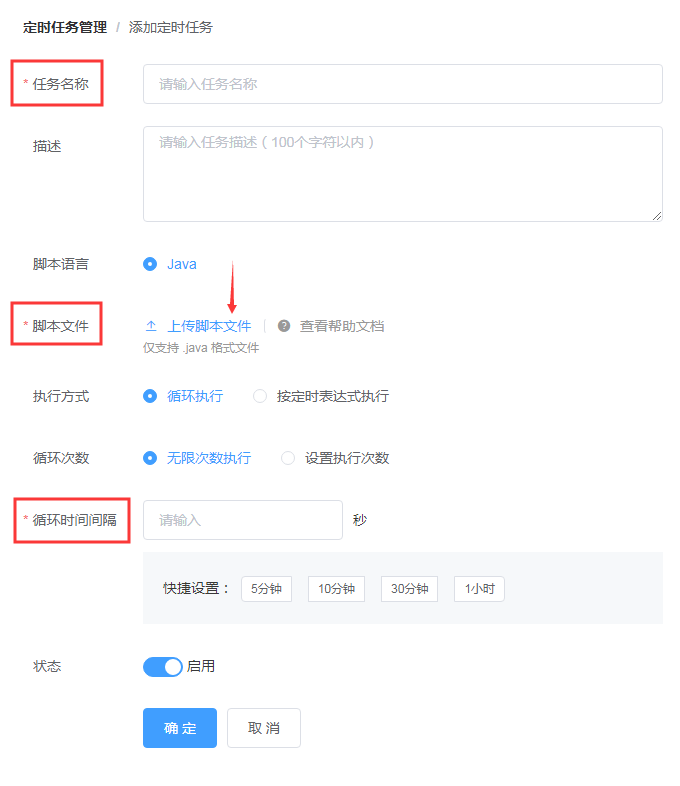 定时任务管理 / 添加定时任务
* 任务名称 请输入任务名称
描述 请输入任务描述（100个字符以内）
脚本语言 Java
* 脚本文件 上传脚本文件 | ? 查看帮助文档
仅支持 .java 格式文件
执行方式 循环执行 按定时表达式执行
循环次数 无限次数执行 设置执行次数
* 循环时间间隔 请输入 秒
快捷设置： 5分钟 10分钟 30分钟 1小时
状态 启用
确 定 取 消